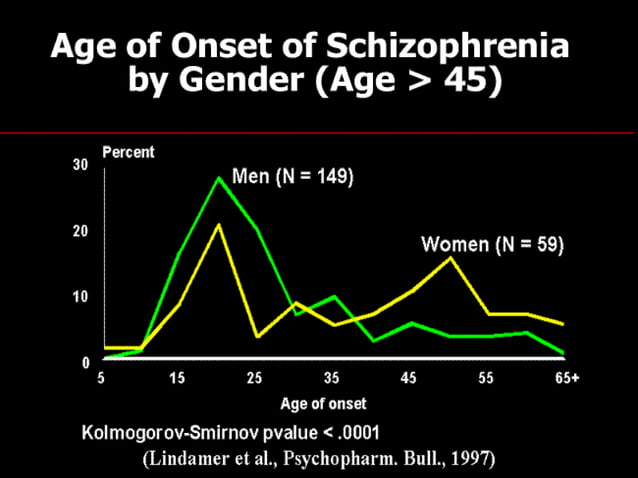 Age of Onset of Schizophrenia
by Gender (Age > 45)
Percent
30
20
10
0
Men (N = 149)
Women (N = 59)
5 15 25 35 45 55 65+
Age of onset
Kolmogorov-Smirnov pvalue < .0001
(Lindamer et al., Psychopharm. Bull., 1997)